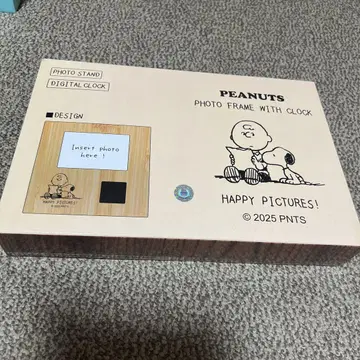 PHOTO STAND
DIGITAL CLOCK
■DESIGN
Insert photo
here !
PEANUTS
PHOTO FRAME WITH CLOCK
HAPPY PICTURES!
© 2025 PNTS